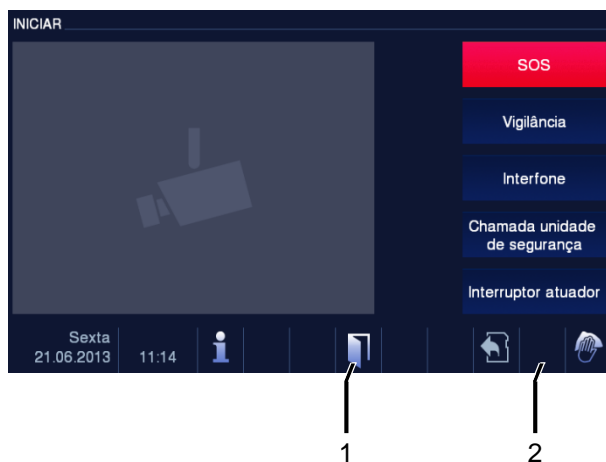 INICIAR
SOS
Vigilância
Interfone
Chamada unidade
de segurança
Interruptor atuador
Sexta
21.06.2013
11:14
1
2